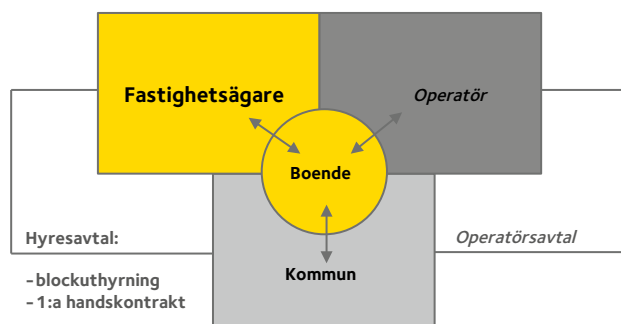 Fastighetsägare
Operatör
Boende
Hyresavtal:
Operatörsavtal
Kommun
-blockuthyrning
-1:a handskontrakt